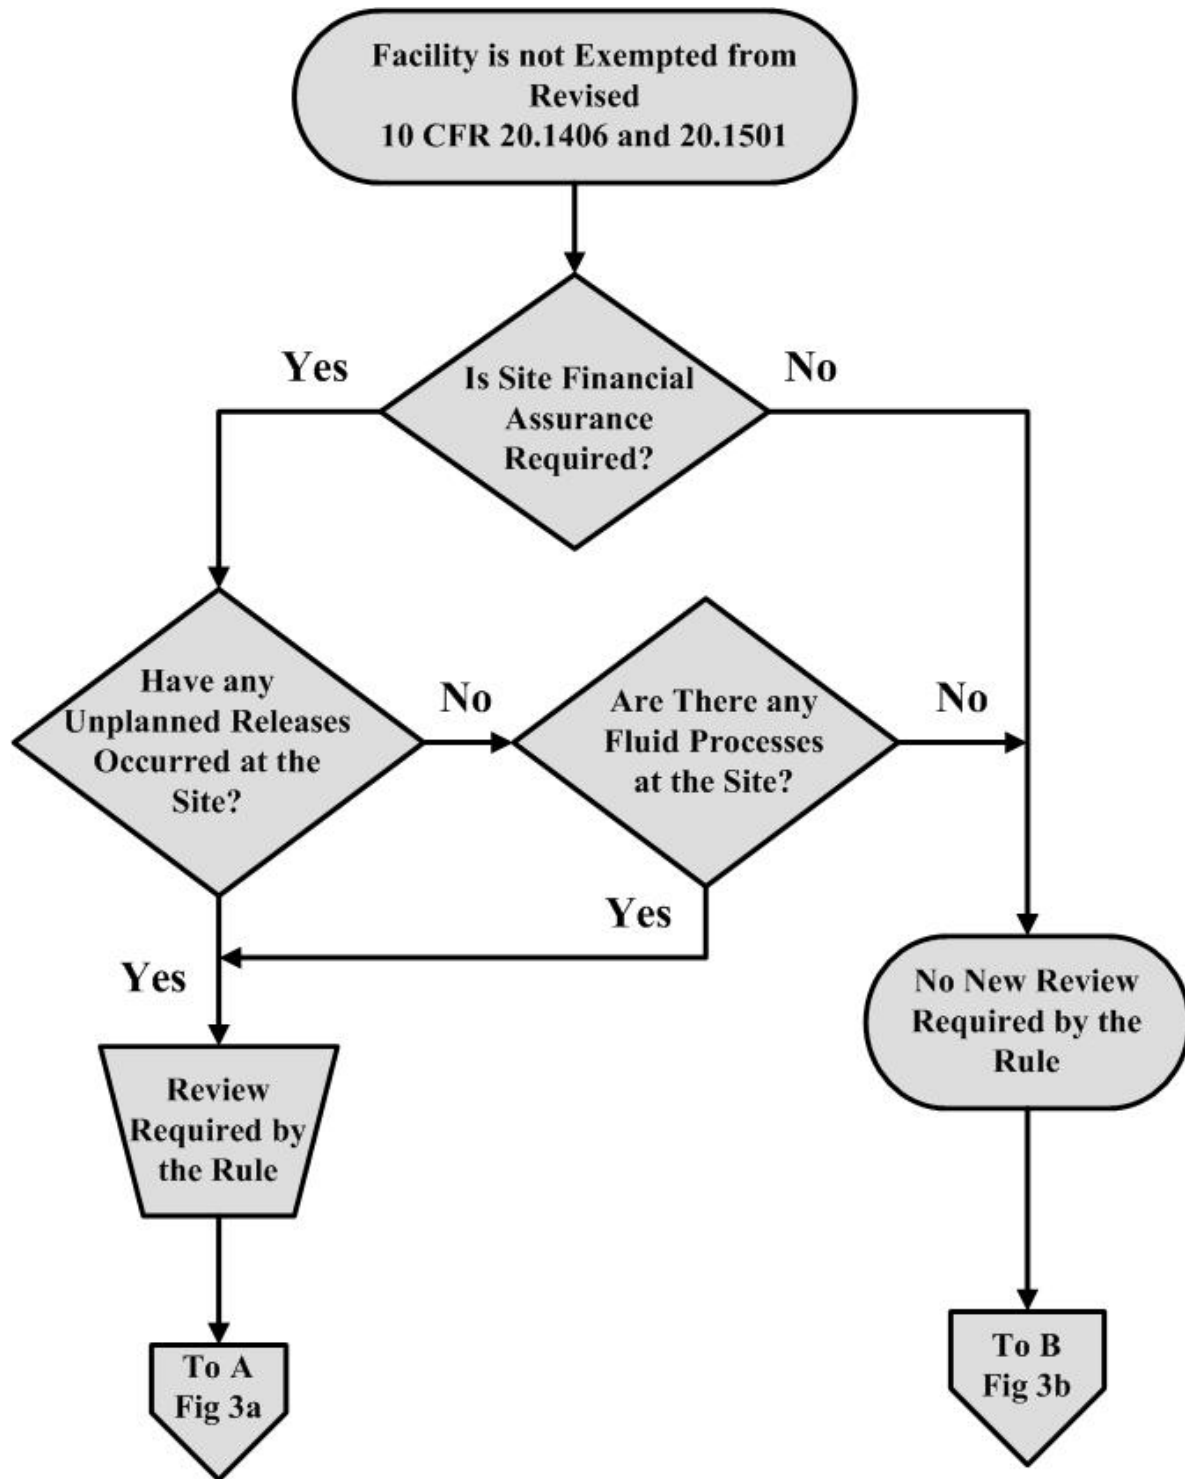 Facility is not Exempted from
Revised
10 CFR 20.1406 and 20.1501
Yes
No
Is Site Financial
Assurance
Required?
Have any
Unplanned Releases
Occurred at the
Site?
No
Are There any
Fluid Processes
at the Site?
No
Yes
Yes
No New Review
Required by the
Rule
Review
Required by
the Rule
To A
Fig 3a
To B
Fig 3b